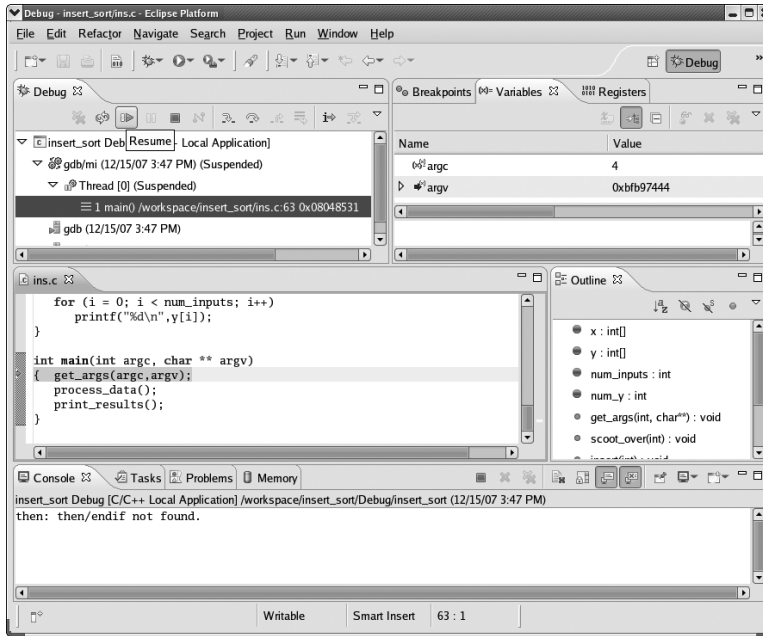 Debug - insert_sort/ins.c - Eclipse Platform
File Edit Refactor Navigate Search Project Run Window Help
Debug
Debug
Breakpoints Variables Registers
Resume
insert_sort Deb - Local Application]
gdb/mi (12/15/07 3:47 PM) (Suspended)
Thread [0] (Suspended)
1 main() /workspace/insert_sort/ins.c:63 0x08048531
gdb (12/15/07 3:47 PM)
Name Value
argc 4
argv 0xbfb97444
ins.c
for (i = 0; i < num_inputs; i++)
printf("%d\n",y[i]);
}
int main(int argc, char ** argv)
{ get_args(argc,argv);
process_data();
print_results();
}
Outline
x : int[]
y : int[]
num_inputs : int
num_y : int
get_args(int, char**) : void
scoot_over(int) : void
Console Tasks Problems Memory
insert_sort Debug [C/C++ Local Application] /workspace/insert_sort/Debug/insert_sort (12/15/07 3:47 PM)
then: then/endif not found.
Writable Smart Insert 63 : 1